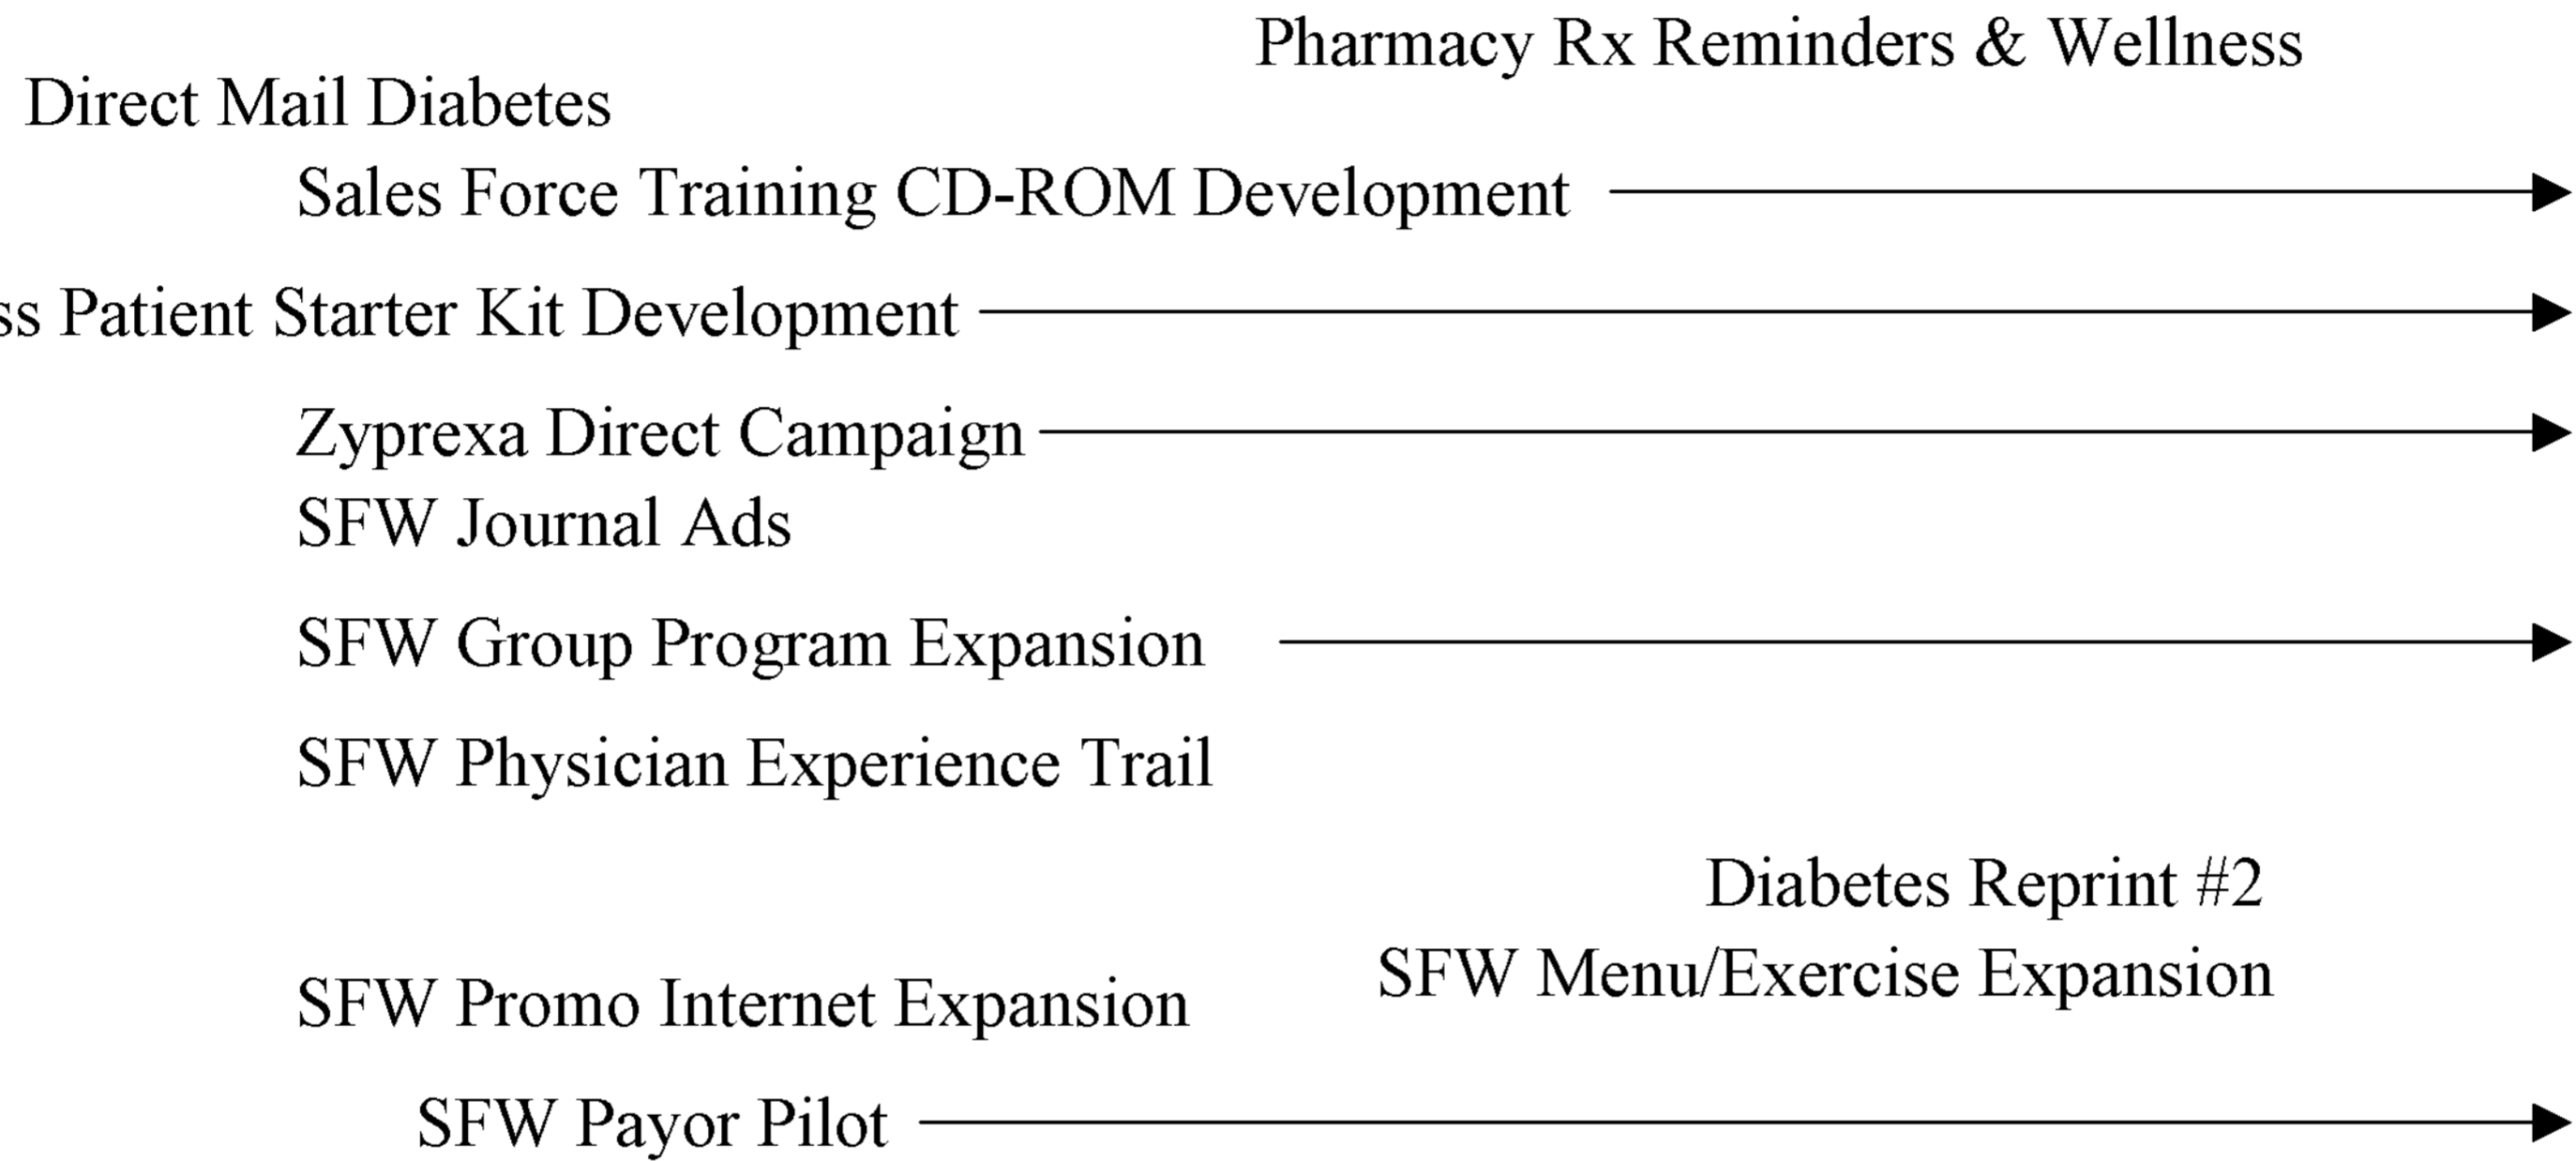 Pharmacy Rx Reminders & Wellness
Direct Mail Diabetes
Sales Force Training CD-ROM Development
ss Patient Starter Kit Development
Zyprexa Direct Campaign
SFW Journal Ads
SFW Group Program Expansion
SFW Physician Experience Trail
Diabetes Reprint #2
SFW Menu/Exercise Expansion
SFW Promo Internet Expansion
SFW Payor Pilot